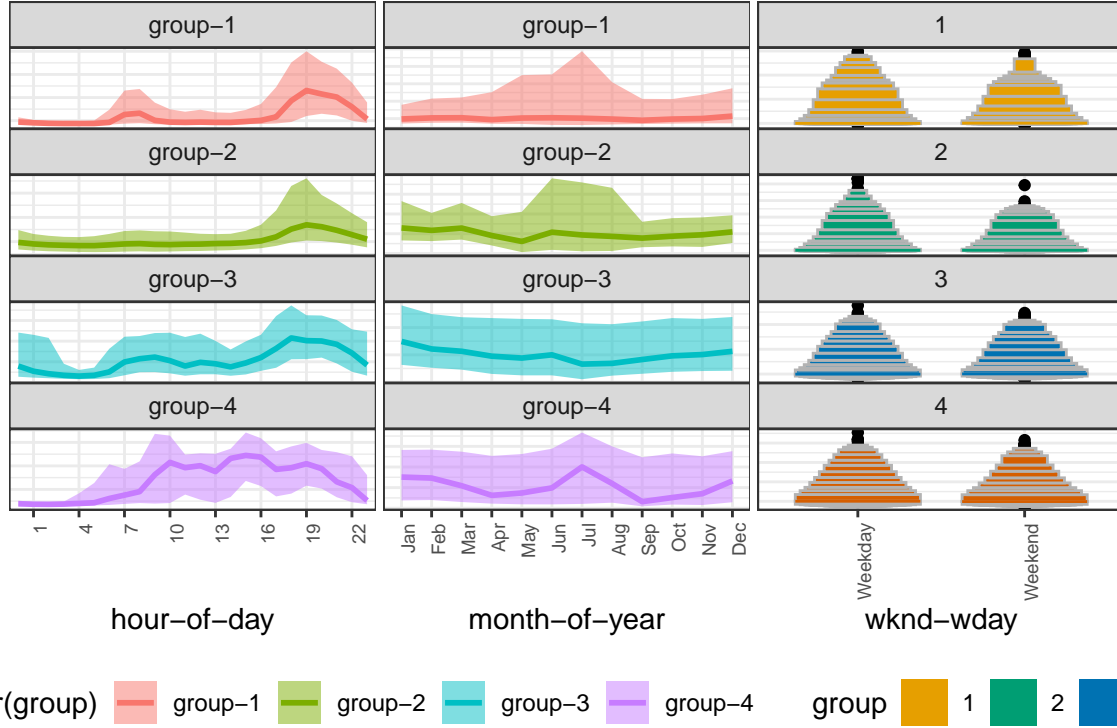 group−1 group−1 1
group−2 group−2 2
group−3 group−3 3
group−4 group−4 4
1 4 7 10 13 16 19 22 Jan Feb Mar Apr May Jun Jul Aug Sep Oct Nov Dec Weekday Weekend
hour−of−day month−of−year wknd−wday
r(group) group−1 group−2 group−3 group−4 group 1 2